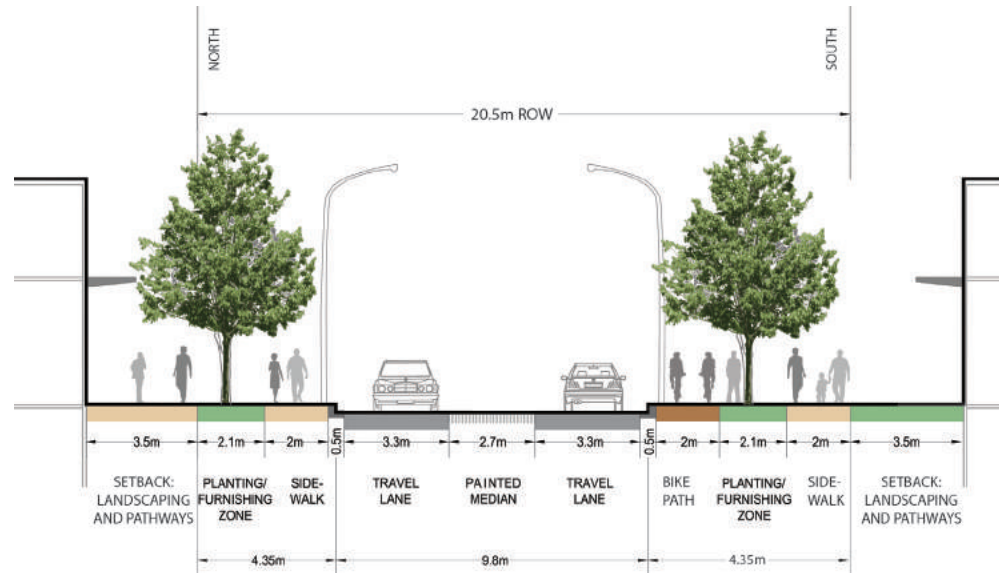 NORTH
SOUTH
20.5m ROW
3.5m
2.1m
2m
0.5m
3.3m
2.7m
3.3m
0.5m
2m
2.1m
2m
3.5m
SETBACK:
LANDSCAPING
AND PATHWAYS
PLANTING/
FURNISHING
ZONE
SIDE-
WALK
TRAVEL
LANE
PAINTED
MEDIAN
TRAVEL
LANE
BIKE
PATH
PLANTING/
FURNISHING
ZONE
SIDE-
WALK
SETBACK:
LANDSCAPING
AND PATHWAYS
4.35m
9.8m
4.35m